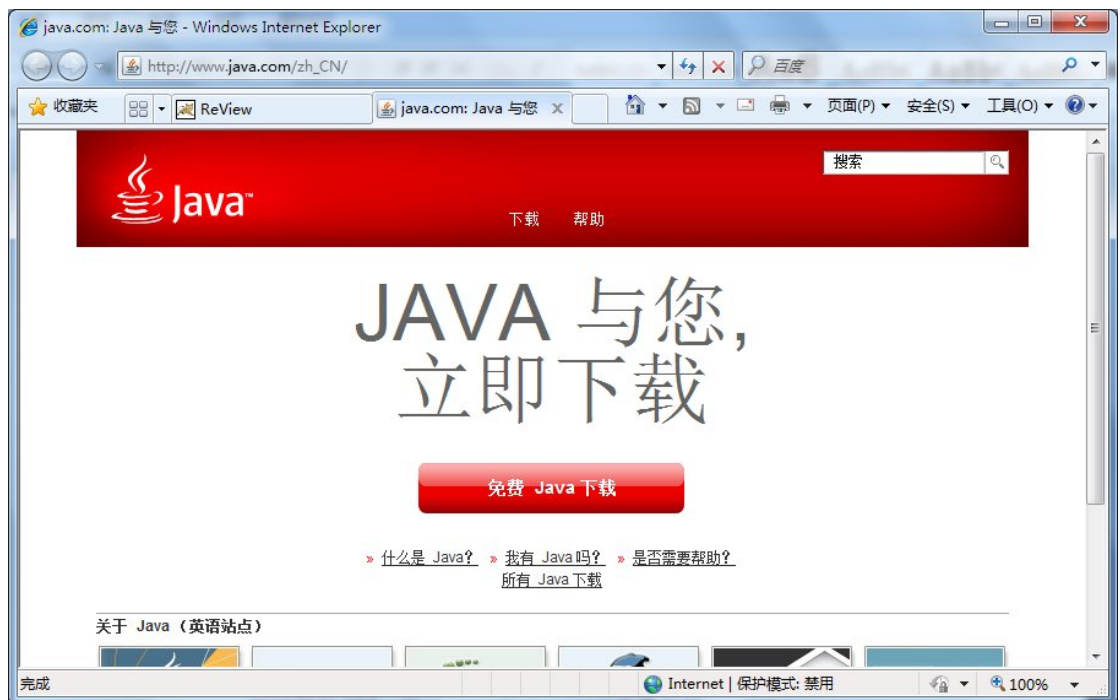 java.com: Java 与您 - Windows Internet Explorer
http://www.java.com/zh_CN/
百度
收藏夹 ReView java.com: Java 与您 页面(P) 安全(S) 工具(O)
搜索
Java™
下载 帮助
JAVA 与您,
立即下载
免费 Java 下载
» 什么是 Java? » 我有 Java 吗? » 是否需要帮助?
所有 Java 下载
关于 Java (英语站点)
完成 Internet | 保护模式: 禁用 100%